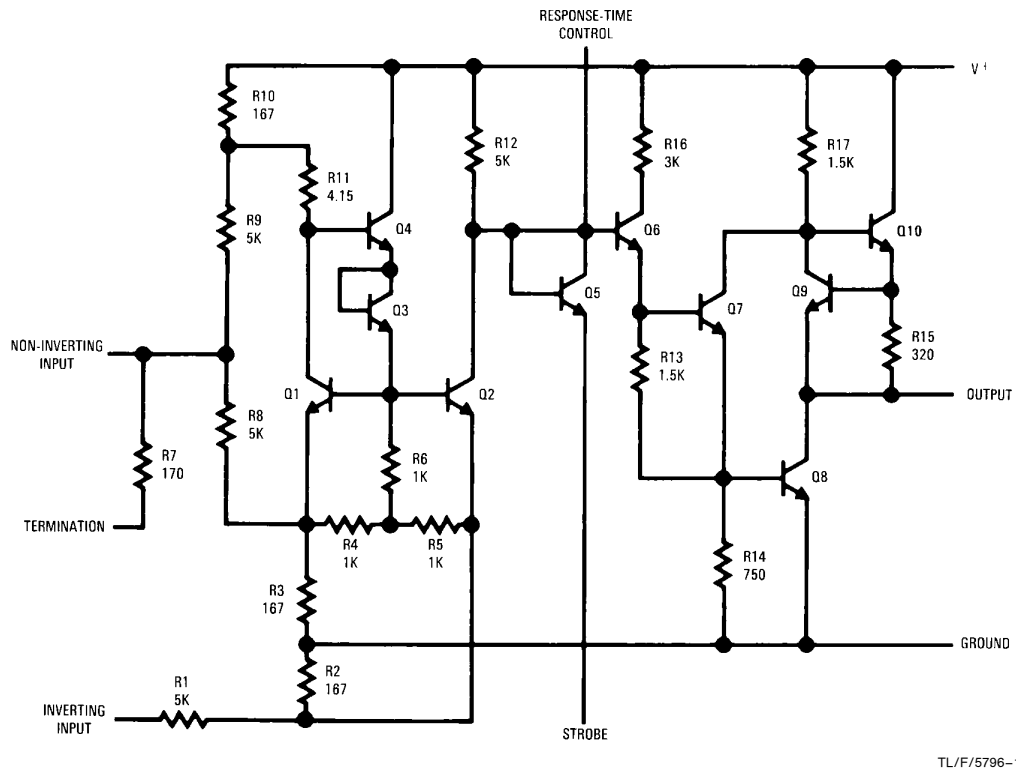 RESPONSE-TIME
CONTROL
V+
R10
167
R12
5K
R16
3K
R17
1.5K
R11
4.15
R9
5K
Q4
Q6
Q10
Q3
Q5
Q7
Q9
NON-INVERTING
INPUT
R13
1.5K
R15
320
Q1
Q2
OUTPUT
R8
5K
R7
170
R6
1K
Q8
TERMINATION
R4
1K
R5
1K
R14
750
R3
167
GROUND
R2
167
R1
5K
INVERTING
INPUT
STROBE
TL/F/5796-1